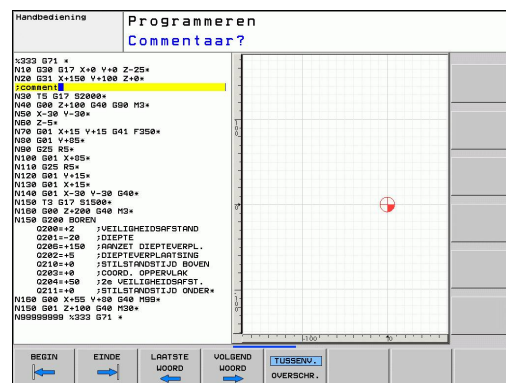 Handbediening
Programmeren
Commentaar?
%333 G71 *
N10 G30 G17 X+0 Y+0 Z-25*
N20 G31 X+150 Y+100 Z+0*
;comment
N30 T5 G17 S2000*
N40 G00 Z+100 G40 G90 M3*
N50 X-30 Y-30*
N60 Z-5*
N70 G01 X+15 Y+15 G41 F350*
N80 G01 Y+85*
N90 G25 R5*
N100 G01 X+85*
N110 G25 R5*
N120 G01 Y+15*
N130 G01 X+15*
N140 G01 X-30 Y-30 G40*
N150 T3 G17 S1500*
N160 G00 Z+200 G40 M3*
N150 G200 BOREN
Q200=+2 ;VEILIGHEIDSAFSTAND
Q201=-20 ;DIEPTE
Q206=+150 ;AANZET DIEPTEVERPL.
Q202=+5 ;DIEPTEVERPLAATSING
Q210=+0 ;STILSTANDSTIJD BOVEN
Q203=+0 ;COORD. OPPERVLAK
Q204=+50 ;2e VEILIGHEIDSAFST.
Q211=+0 ;STILSTANDSTIJD ONDER*
N160 G00 X+55 Y+80 G40 M99*
N150 G01 Z+100 G40 M30*
N99999999 %333 G71 *
-100
0
BEGIN
EINDE
LAATSTE WOORD
VOLGEND WOORD
TUSSENV.
OVERSCHR.